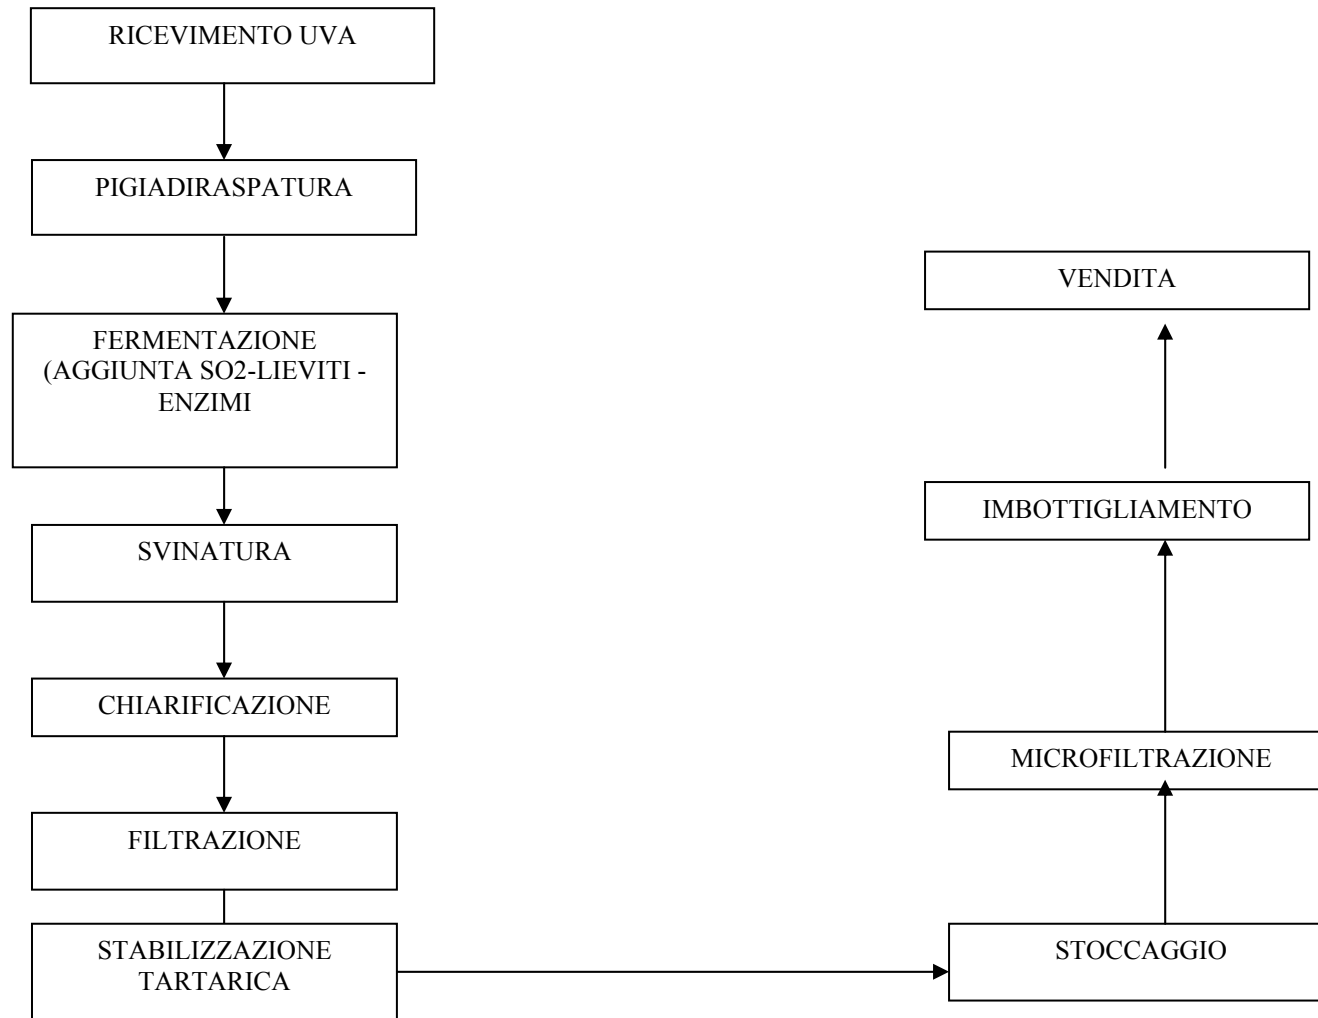 RICEVIMENTO UVA
PIGIADIRASPATURA
FERMENTAZIONE
(AGGIUNTA SO2-LIEVITI -
ENZIMI
SVINATURA
CHIARIFICAZIONE
FILTRAZIONE
STABILIZZAZIONE
TARTARICA
STOCCAGGIO
MICROFILTRAZIONE
IMBOTTIGLIAMENTO
VENDITA